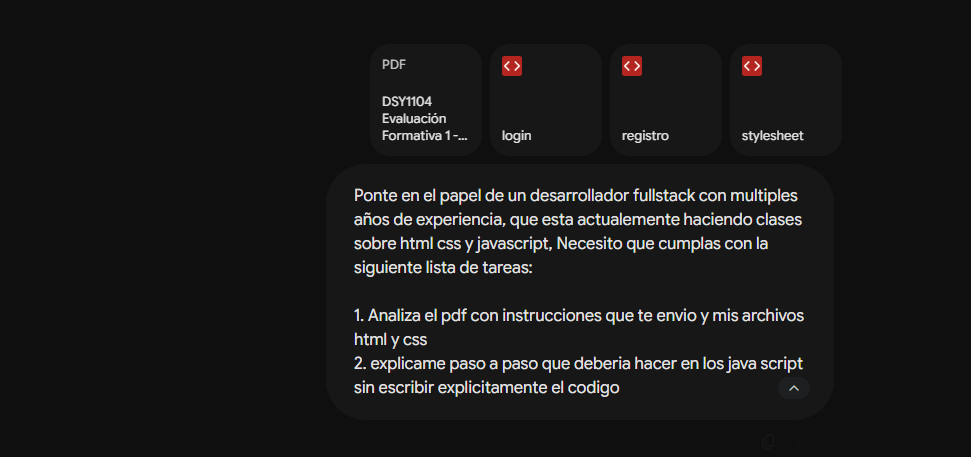 PDF
DSY1104
Evaluación
Formativa 1 -...
login
registro
stylesheet
Ponte en el papel de un desarrollador fullstack con multiples
años de experiencia, que esta actualemente haciendo clases
sobre html css y javascript, Necesito que cumplas con la
siguiente lista de tareas:
1. Analiza el pdf con instrucciones que te envio y mis archivos
html y css
2. explicame paso a paso que deberia hacer en los java script
sin escribir explicitamente el codigo